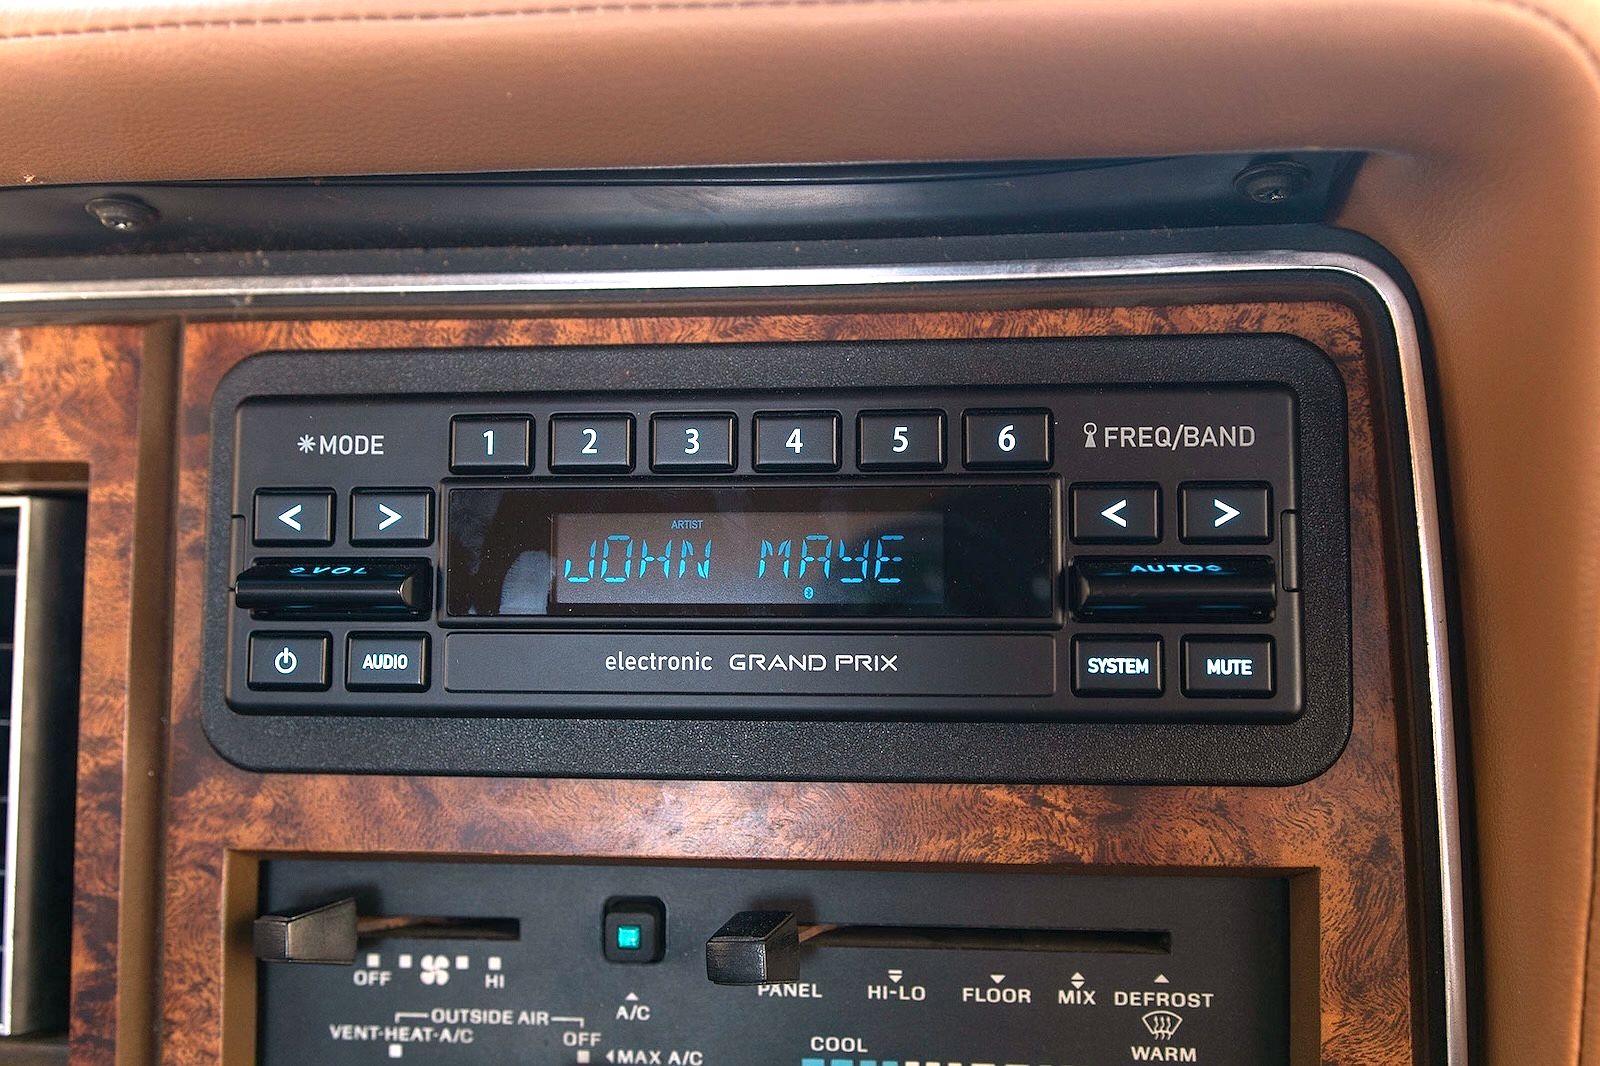 1 2 3 4 5 6
MODE
FREQ/BAND
< >
< >
ARTIST
JOHN MAYE
VOL
AUTO
AUDIO
electronic GRAND PRIX
SYSTEM
MUTE
OFF
HI
A/C
PANEL
HI-LO
FLOOR
MIX
DEFROST
OUTSIDE AIR
VENT-HEAT-A/C
OFF
MAX A/C
COOL
WARM